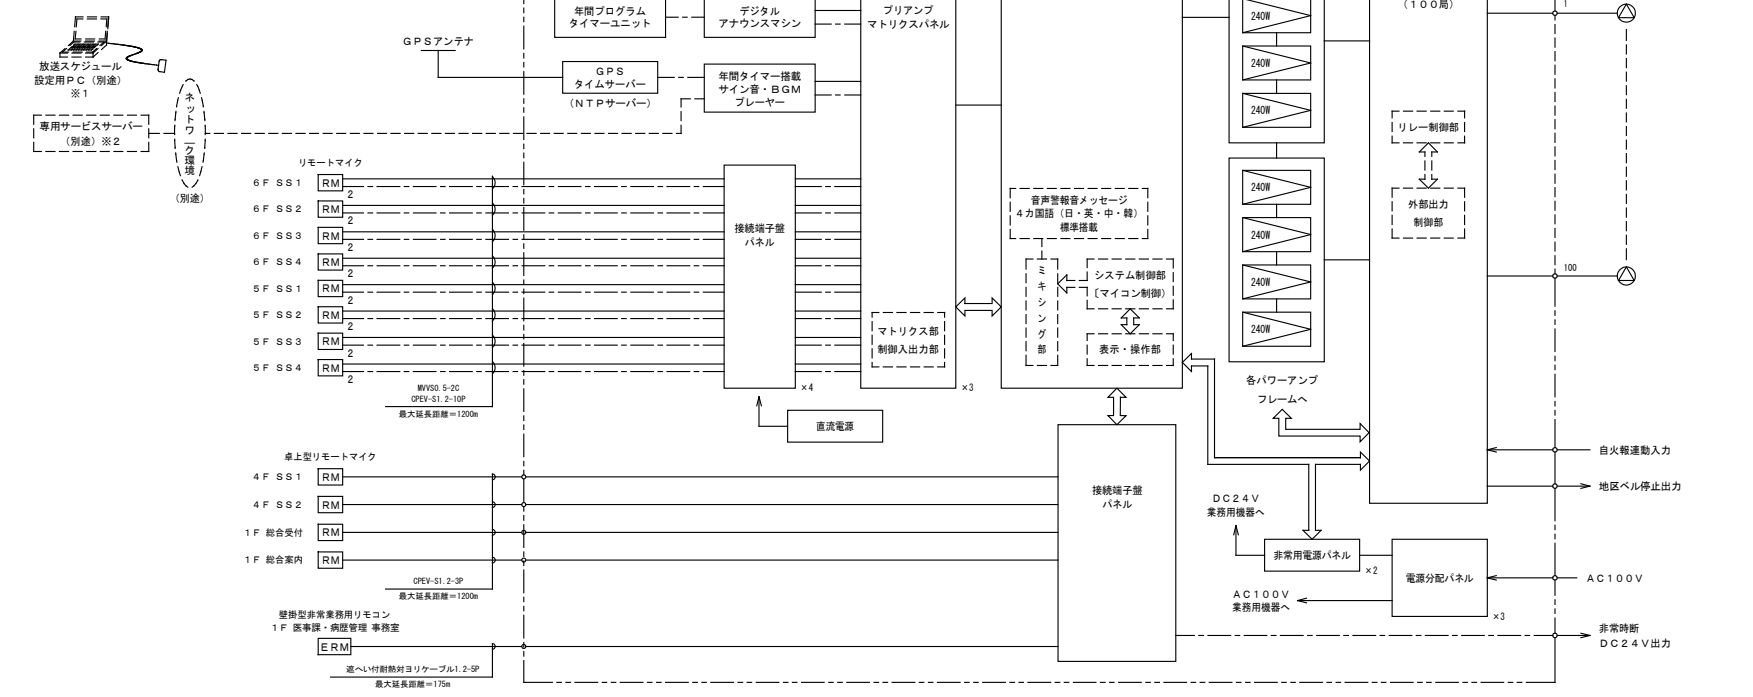 年間プログラム
タイマーユニット
デジタル
アナウンスマシン
プリアンプ
マトリクスパネル
240W
(100局)
1
GPSアンテナ
放送スケジュール
設定用PC(別途)
※1
GPS
タイムサーバー
(NTPサーバー)
年間タイマー搭載
サイン音・BGM
プレーヤー
240W
240W
専用サービスサーバー
(別途)※2
ネットワーク環境
(別途)
リレー制御部
外部出力
制御部
リモートマイク
6F SS1
RM
2
6F SS2
RM
2
6F SS3
RM
2
6F SS4
RM
2
5F SS1
RM
2
5F SS2
RM
2
5F SS3
RM
2
5F SS4
RM
2
MVVS0.5-2C
CPEV-S1.2-10P
最大延長距離=1200m
接続端子盤
パネル
×4
直流電源
マトリクス部
制御入出力部
×3
音声警報音メッセージ
4カ国語(日・英・中・韓)
標準搭載
ミキシング部
システム制御部
〔マイコン制御〕
表示・操作部
240W
240W
240W
240W
各パワーアンプ
フレームへ
100
卓上型リモートマイク
4F SS1
RM
4F SS2
RM
1F 総合受付
RM
1F 総合案内
RM
CPEV-S1.2-3P
最大延長距離=1200m
壁掛型非常業務用リモコン
1F 医事課・病歴管理 事務室
ERM
遮へい付耐熱対ヨリケーブル1.2-5P
最大延長距離=175m
接続端子盤
パネル
DC24V
業務用機器へ
非常用電源パネル
×2
AC100V
業務用機器へ
電源分配パネル
×3
自火報連動入力
地区ベル停止出力
AC100V
非常時断
DC24V出力